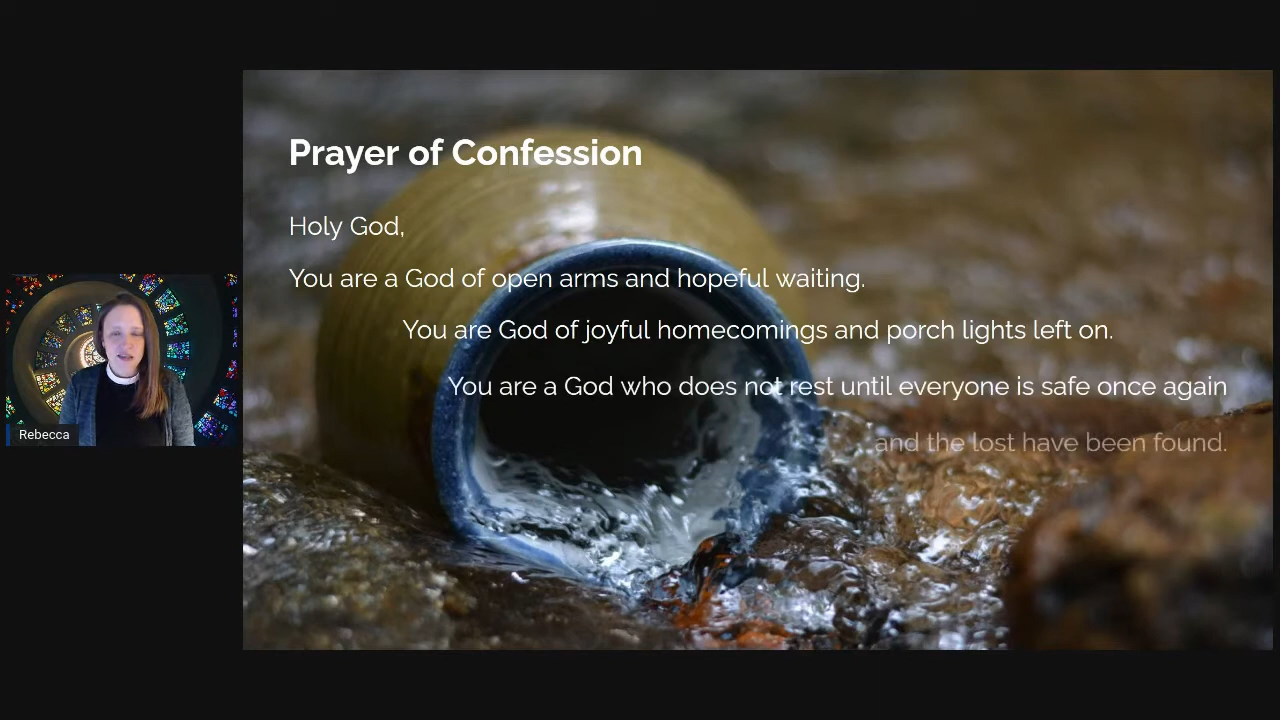 Prayer of Confession
Holy God,
You are a God of open arms and hopeful waiting.
You are God of joyful homecomings and porch lights left on.
You are a God who does not rest until everyone is safe once again
and the lost have been found.
Rebecca